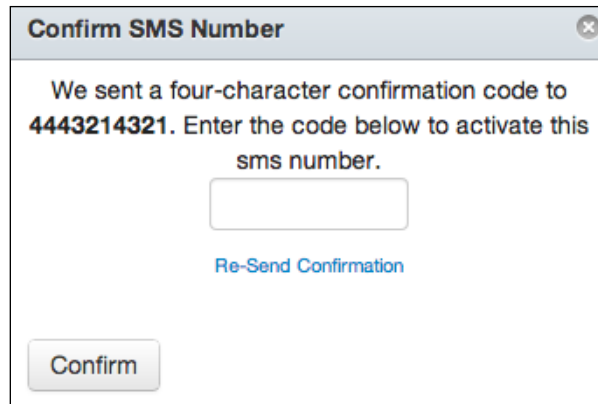 Confirm SMS Number
We sent a four-character confirmation code to
4443214321. Enter the code below to activate this
sms number.
Re-Send Confirmation
Confirm